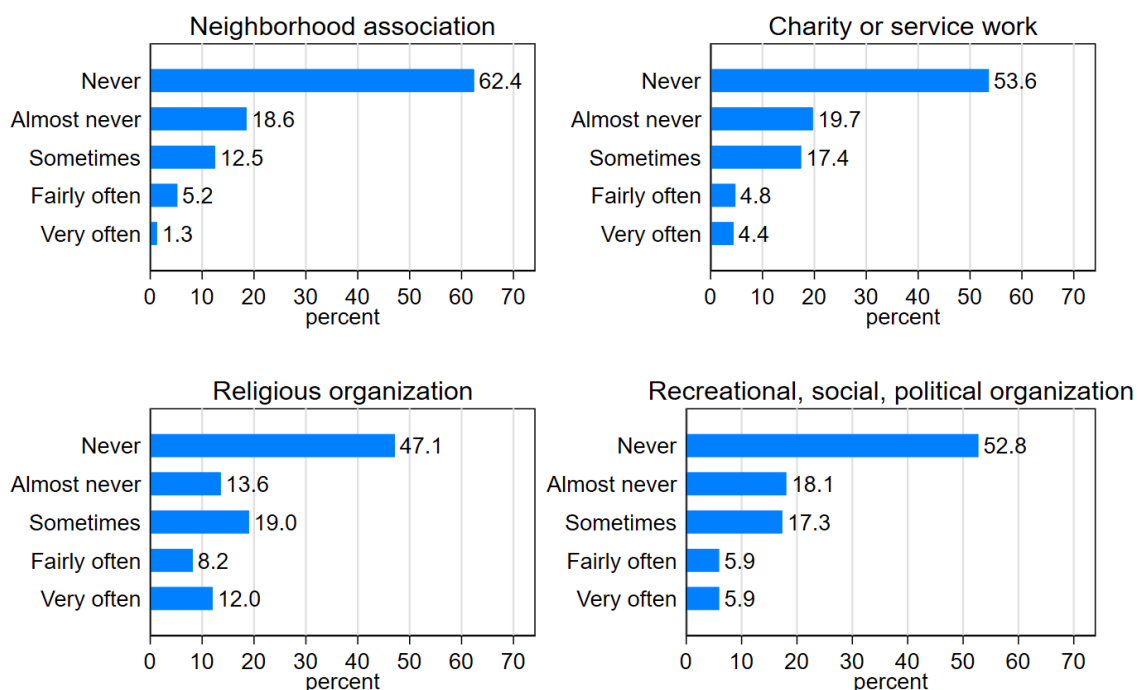 Neighborhood association
Never 62.4
Almost never 18.6
Sometimes 12.5
Fairly often 5.2
Very often 1.3
0 10 20 30 40 50 60 70
percent
Charity or service work
Never 53.6
Almost never 19.7
Sometimes 17.4
Fairly often 4.8
Very often 4.4
0 10 20 30 40 50 60 70
percent
Religious organization
Never 47.1
Almost never 13.6
Sometimes 19.0
Fairly often 8.2
Very often 12.0
0 10 20 30 40 50 60 70
percent
Recreational, social, political organization
Never 52.8
Almost never 18.1
Sometimes 17.3
Fairly often 5.9
Very often 5.9
0 10 20 30 40 50 60 70
percent